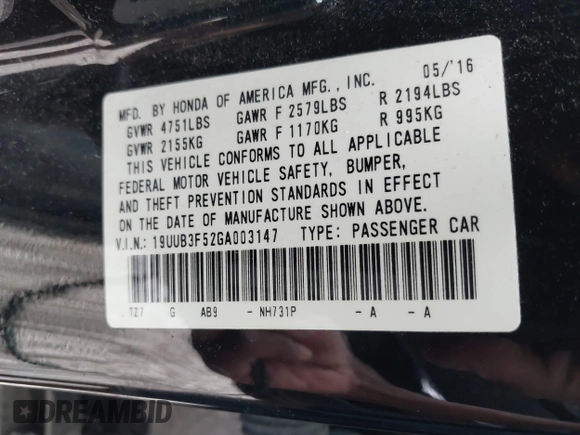 MFD. BY HONDA OF AMERICA MFG., INC. 05/'16
GVWR 4751LBS GAWR F 2579LBS R 2194LBS
GVWR 2155KG GAWR F 1170KG R 995KG
THIS VEHICLE CONFORMS TO ALL APPLICABLE
FEDERAL MOTOR VEHICLE SAFETY, BUMPER,
AND THEFT PREVENTION STANDARDS IN EFFECT
ON THE DATE OF MANUFACTURE SHOWN ABOVE.
V.I.N.: 19UUB3F52GA003147 TYPE: PASSENGER CAR
TZ7 G AB9 - NH731P - A - A
DREAMBID